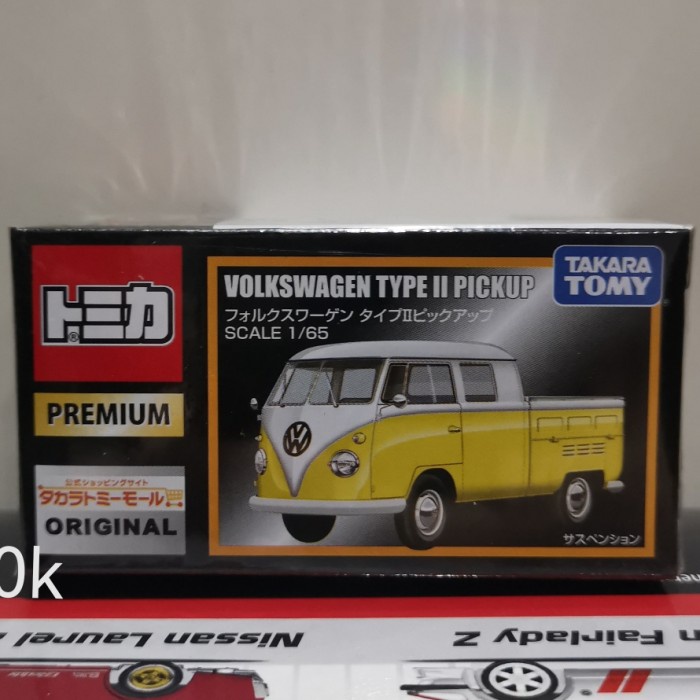 トミカ
PREMIUM
公式ショッピングサイト
タカラトミーモール
ORIGINAL
VOLKSWAGEN TYPE II PICKUP
フォルクスワーゲン タイプIIピックアップ
SCALE 1/65
TAKARA
TOMY
サスペンション
0k
Nissan Laurel
Fairlady Z